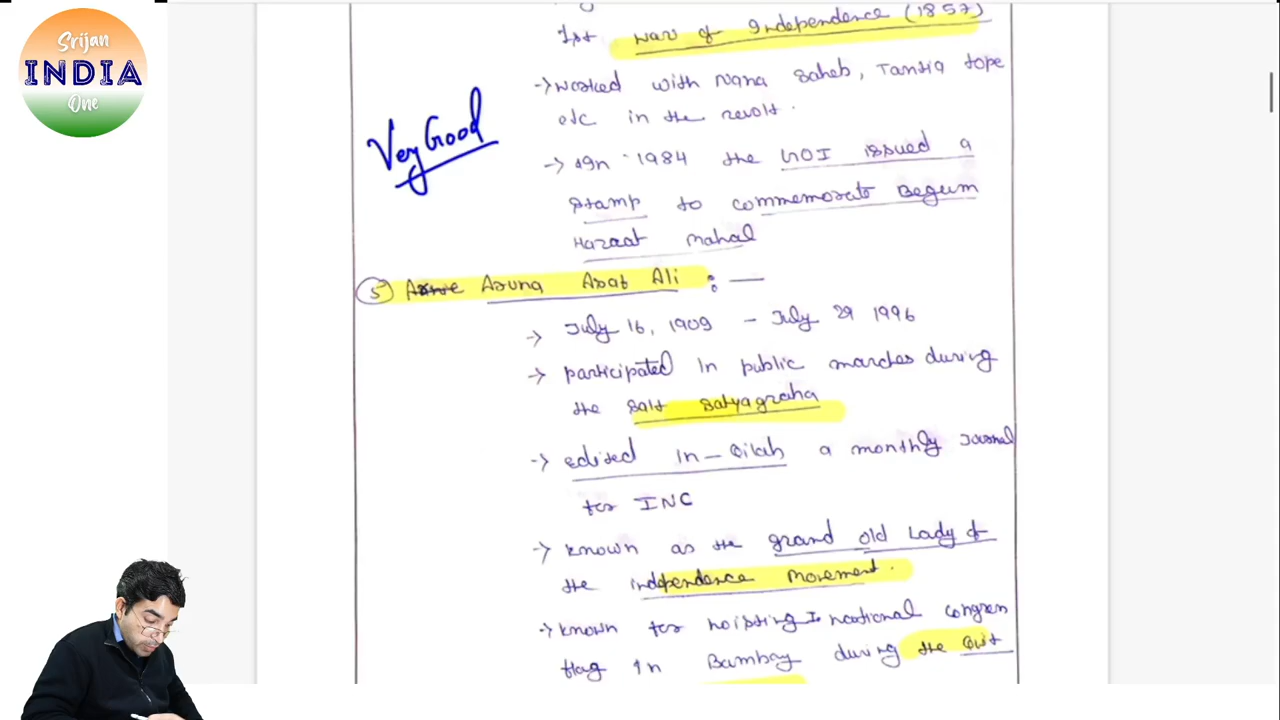 Srijan
INDIA
One
1st war of Independence (1857)
→ worked with Nana Saheb, Tantia tope
etc in the revolt.
Very Good
→ In 1984 the GOI issued a
stamp to commemorate Begum
Hazrat Mahal
5 Aruna Asaf Ali : —
→ July 16, 1909 - July 29 1996
→ participated in public marches during
the salt satyagraha
→ edited In-Qilab a monthly Journal
for INC
→ known as the grand old Lady of
the independence movement.
→ known for hoisting I national congress
flag in Bombay during the Quit